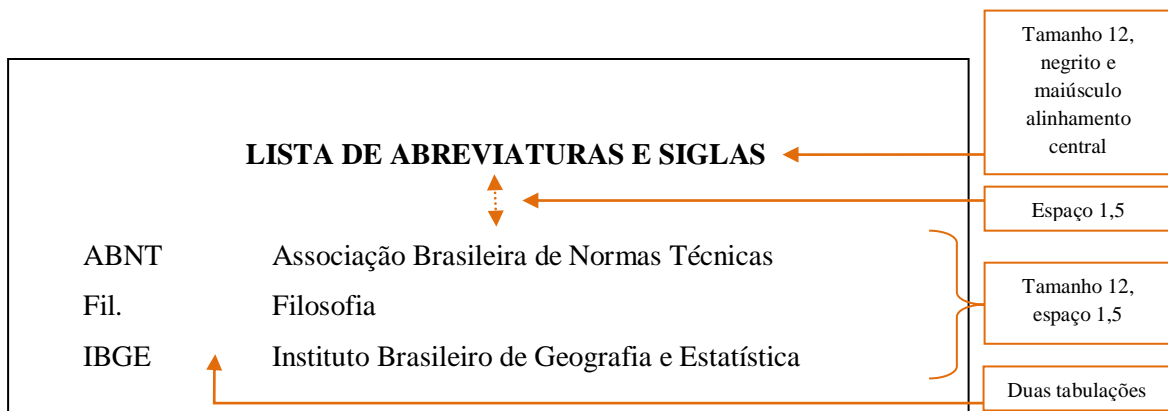 Tamanho 12,
negrito e
maiúsculo
alinhamento
central
LISTA DE ABREVIATURAS E SIGLAS
Espaço 1,5
ABNT Associação Brasileira de Normas Técnicas
Fil. Filosofia
IBGE Instituto Brasileiro de Geografia e Estatística
Tamanho 12,
espaço 1,5
Duas tabulações